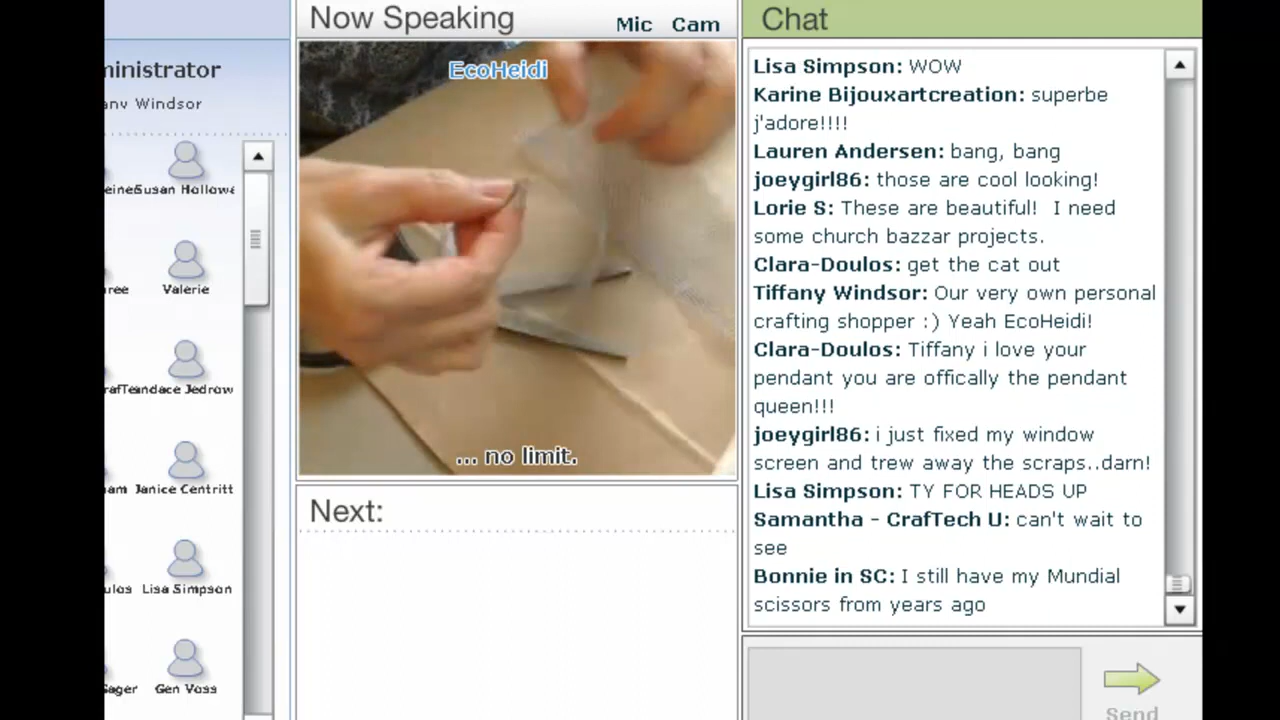 ministrator
any Windsor
Susan Hollowa
ree
Valerie
Janice Centritt
ulos
Lisa Simpson
Gager
Gen Voss
Now Speaking
Mic Cam
EcoHeidi
... no limit.
Next:
Chat
Lisa Simpson: WOW
Karine Bijouxartcreation: superbe
j'adore!!!!
Lauren Andersen: bang, bang
joeygirl86: those are cool looking!
Lorie S: These are beautiful! I need
some church bazzar projects.
Clara-Doulos: get the cat out
Tiffany Windsor: Our very own personal
crafting shopper :) Yeah EcoHeidi!
Clara-Doulos: Tiffany i love your
pendant you are offically the pendant
queen!!!
joeygirl86: i just fixed my window
screen and trew away the scraps..darn!
Lisa Simpson: TY FOR HEADS UP
Samantha - CrafTech U: can't wait to
see
Bonnie in SC: I still have my Mundial
scissors from years ago
Send